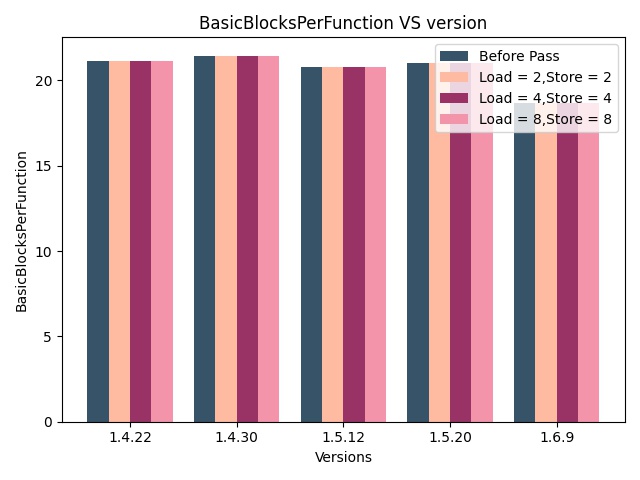 BasicBlocksPerFunction VS version
Before Pass
Load = 2,Store = 2
Load = 4,Store = 4
Load = 8,Store = 8
BasicBlocksPerFunction
20
15
10
5
0
1.4.22
1.4.30
1.5.12
1.5.20
1.6.9
Versions